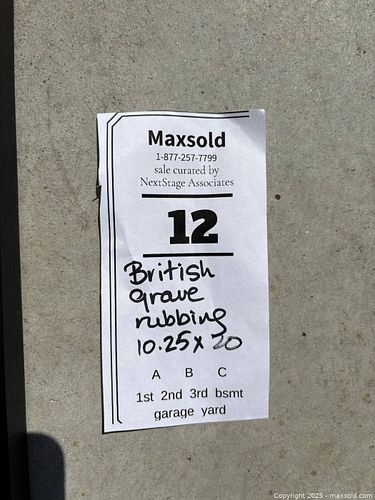 Maxsold
1-877-257-7799
sale curated by
NextStage Associates
12
British
grave
rubbing
10.25 x 20
A B C
1st 2nd 3rd bsmt
garage yard
Copyright 2025 - maxsold.com